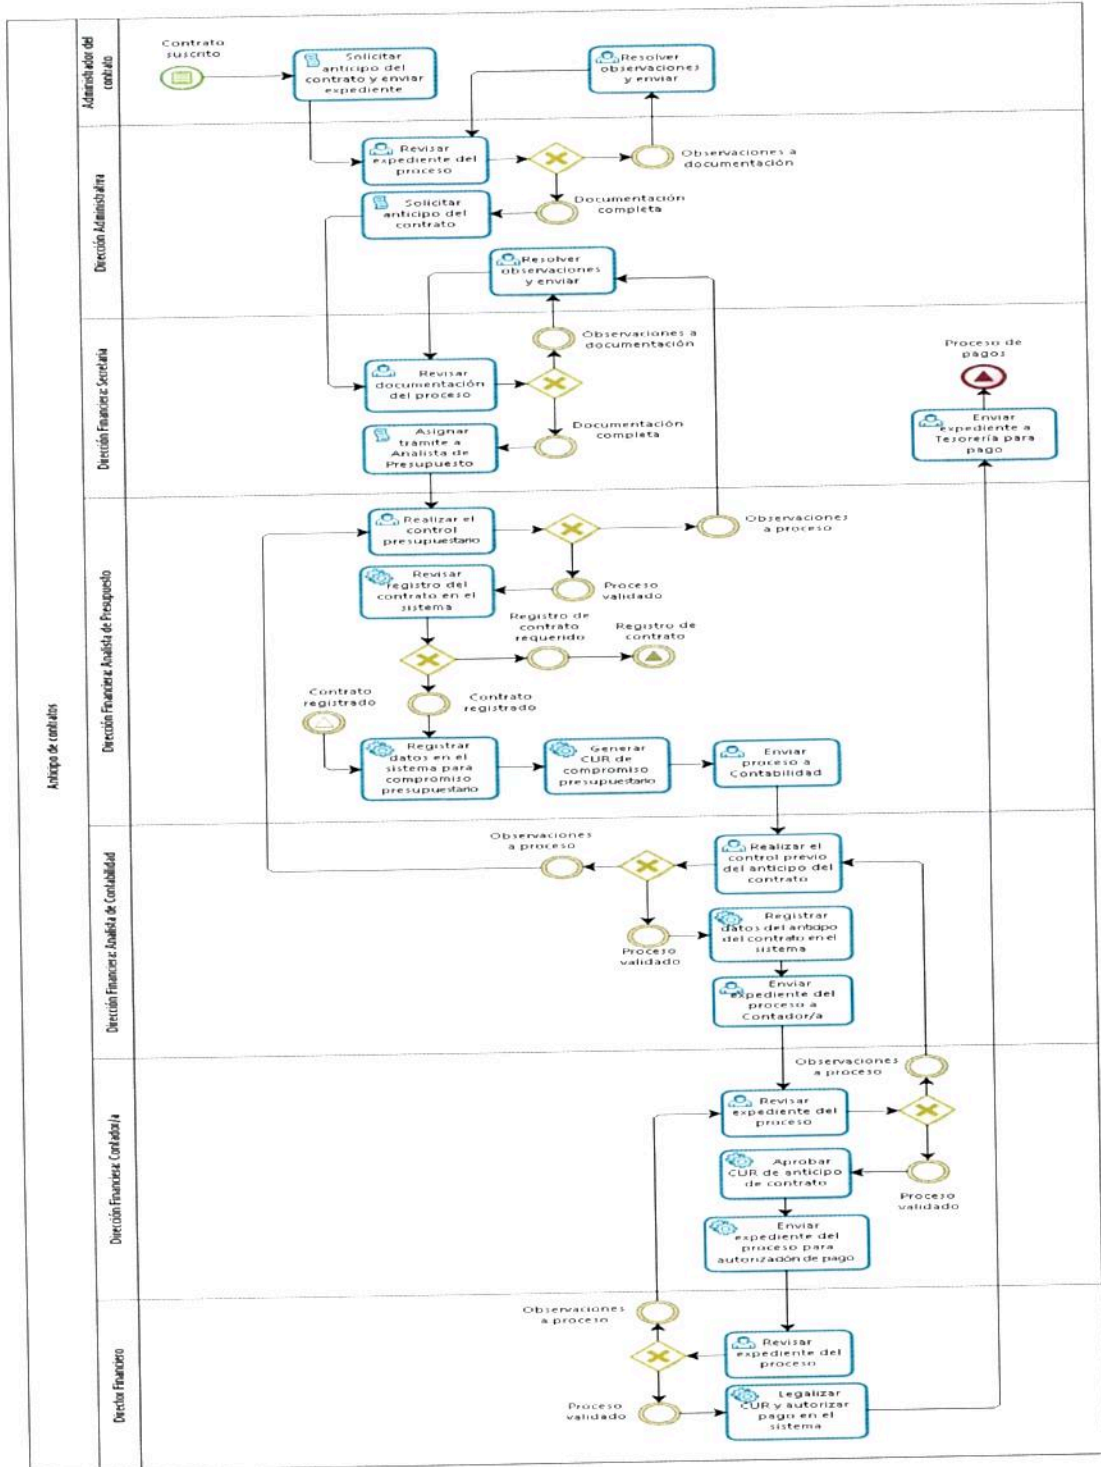 Anticipo de contratos
Administrador del
contrato
Contrato
suscrito
Solicitar
anticipo del
contrato y enviar
expediente
Resolver
observaciones
y enviar
Dirección Administrativa
Revisar
expediente del
proceso
Observaciones a
documentación
Documentación
completa
Solicitar
anticipo del
contrato
Resolver
observaciones
y enviar
Dirección Financiera: Secretaria
Observaciones a
documentación
Revisar
documentación
del proceso
Documentación
completa
Asignar
trámite a
Analista de
Presupuesto
Proceso de
pagos
Enviar
expediente a
Tesorería para
pago
Dirección Financiera: Analista de Presupuesto
Realizar el
control
presupuestario
Observaciones
a proceso
Proceso
validado
Revisar
registro del
contrato en el
sistema
Registro de
contrato
requerido
Registro de
contrato
Contrato
registrado
Contrato
registrado
Registrar
datos en el
sistema para
compromiso
presupuestario
Generar
CUR de
compromiso
presupuestario
Enviar
proceso a
Contabilidad
Dirección Financiera: Analista de Contabilidad
Observaciones
a proceso
Realizar el
control previo
del anticipo del
contrato
Proceso
validado
Registrar
datos del anticipo
del contrato en el
sistema
Enviar
expediente del
proceso a
Contador/a
Dirección Financiera: Contador/a
Observaciones
a proceso
Revisar
expediente del
proceso
Proceso
validado
Aprobar
CUR de anticipo
de contrato
Enviar
expediente del
proceso para
autorización de pago
Director Financiero
Observaciones
a proceso
Revisar
expediente del
proceso
Proceso
validado
Legalizar
CUR y autorizar
pago en el
sistema